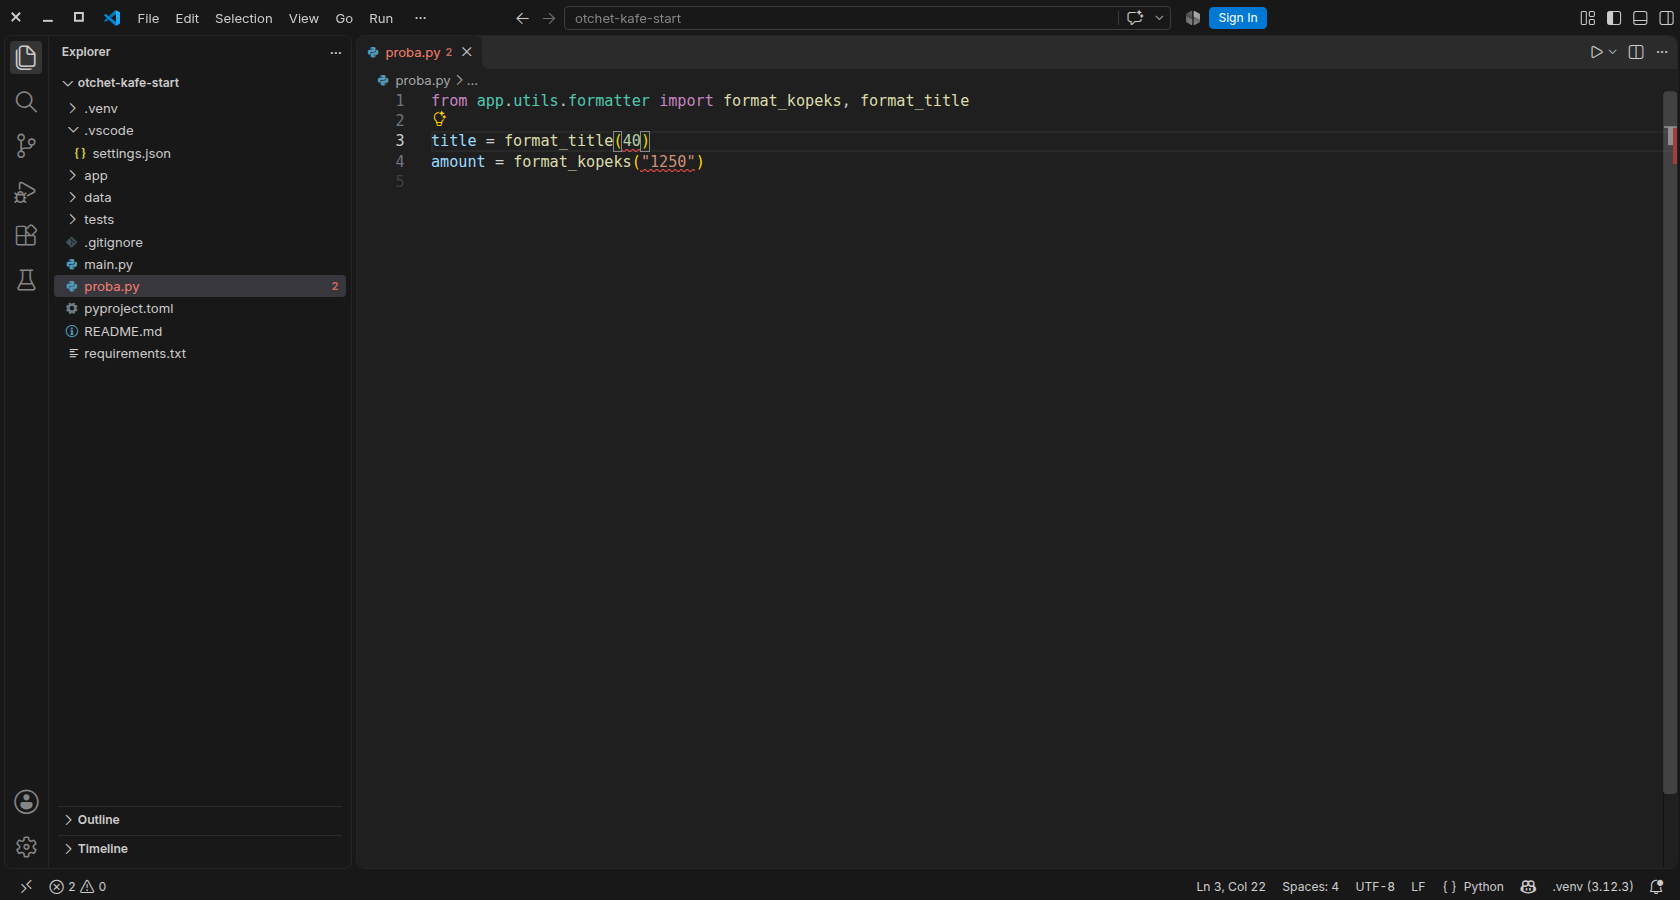 File Edit Selection View Go Run ···
otchet-kafe-start
Sign In
Explorer ···
otchet-kafe-start
.venv
.vscode
{} settings.json
app
data
tests
.gitignore
main.py
proba.py 2
pyproject.toml
README.md
requirements.txt
Outline
Timeline
proba.py 2
proba.py > ...
1 from app.utils.formatter import format_kopeks, format_title
2
3 title = format_title(40)
4 amount = format_kopeks("1250")
5
2 0
Ln 3, Col 22 Spaces: 4 UTF-8 LF {} Python .venv (3.12.3)